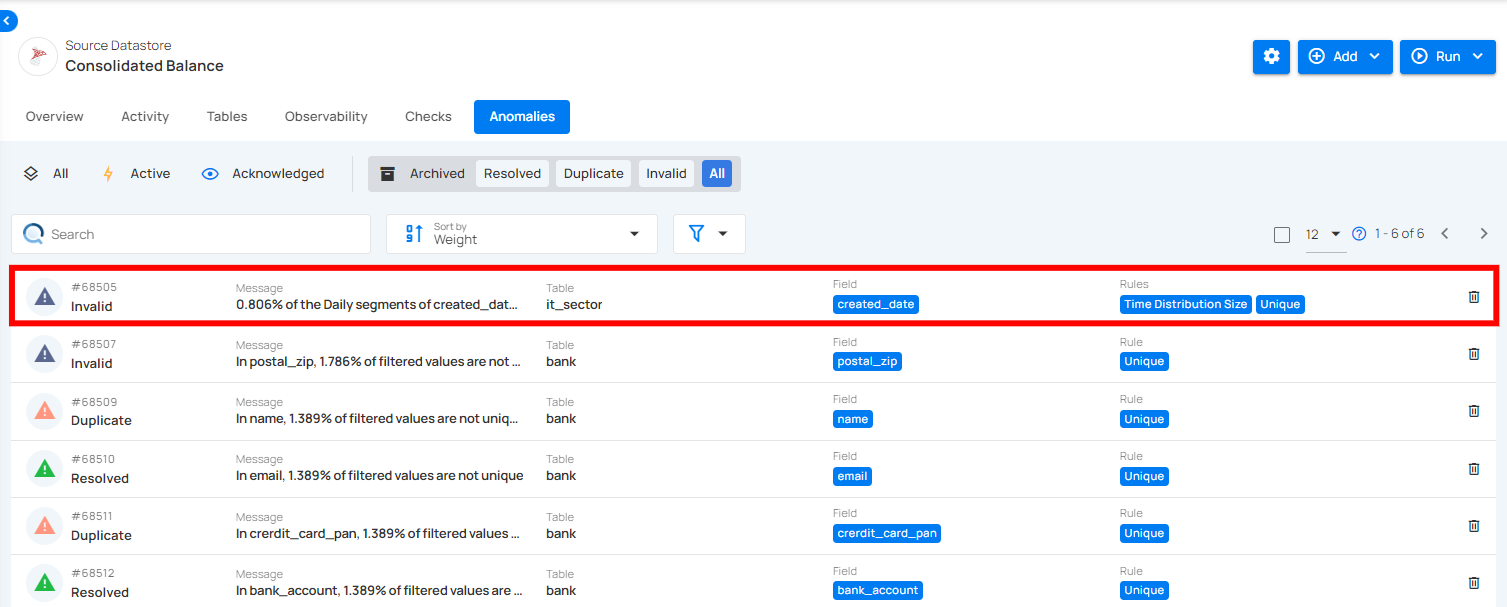 Source Datastore
Consolidated Balance
Add
Run
Overview
Activity
Tables
Observability
Checks
Anomalies
All
Active
Acknowledged
Archived
Resolved
Duplicate
Invalid
All
Search
Sort by
Weight
12
1 - 6 of 6
#68505
Invalid
Message
0.806% of the Daily segments of created_dat...
Table
it_sector
Field
created_date
Rules
Time Distribution Size
Unique
#68507
Invalid
Message
In postal_zip, 1.786% of filtered values are not ...
Table
bank
Field
postal_zip
Rule
Unique
#68509
Duplicate
Message
In name, 1.389% of filtered values are not uniq...
Table
bank
Field
name
Rule
Unique
#68510
Resolved
Message
In email, 1.389% of filtered values are not unique
Table
bank
Field
email
Rule
Unique
#68511
Duplicate
Message
In crerdit_card_pan, 1.389% of filtered values ...
Table
bank
Field
crerdit_card_pan
Rule
Unique
#68512
Resolved
Message
In bank_account, 1.389% of filtered values are ...
Table
bank
Field
bank_account
Rule
Unique